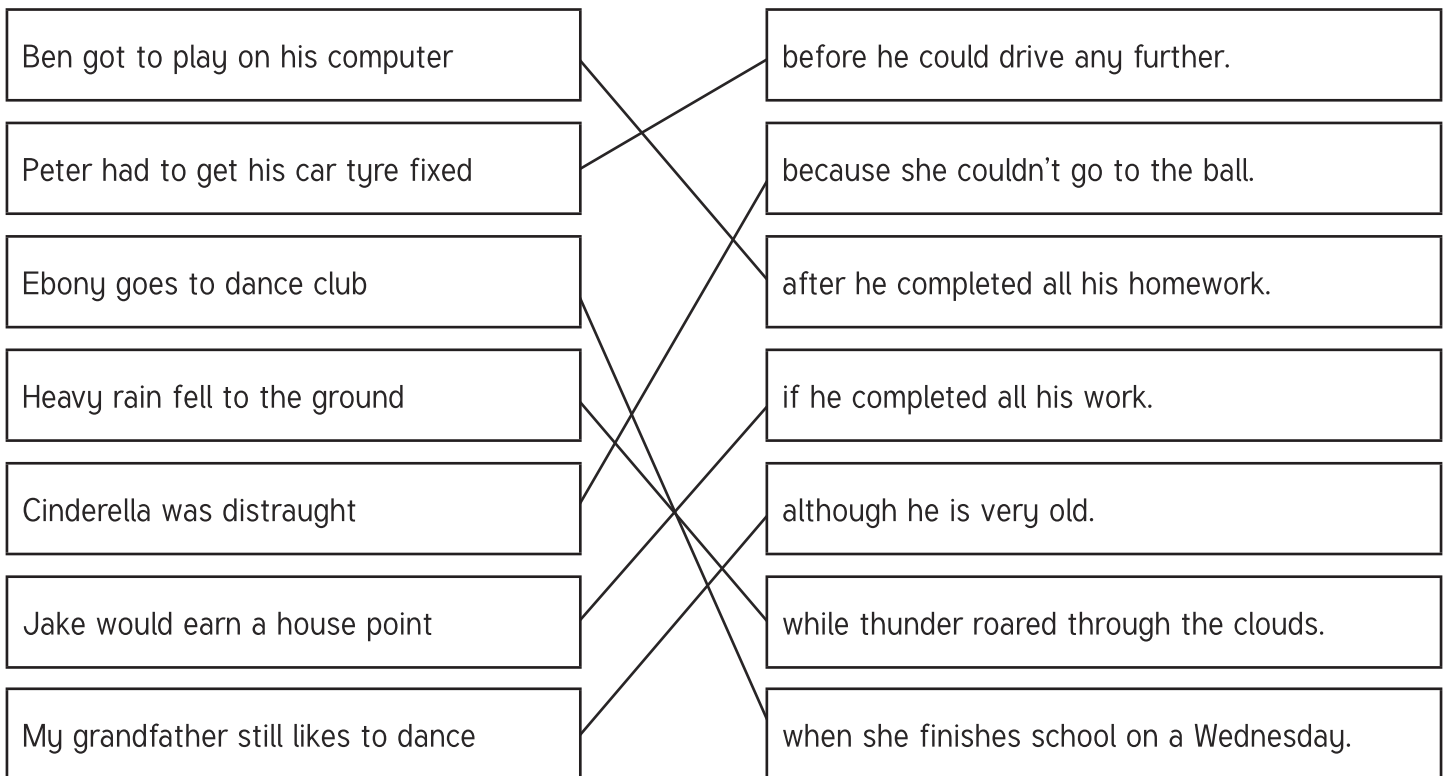 Ben got to play on his computer
before he could drive any further.
Peter had to get his car tyre fixed
because she couldn't go to the ball.
Ebony goes to dance club
after he completed all his homework.
Heavy rain fell to the ground
if he completed all his work.
Cinderella was distraught
although he is very old.
Jake would earn a house point
while thunder roared through the clouds.
My grandfather still likes to dance
when she finishes school on a Wednesday.